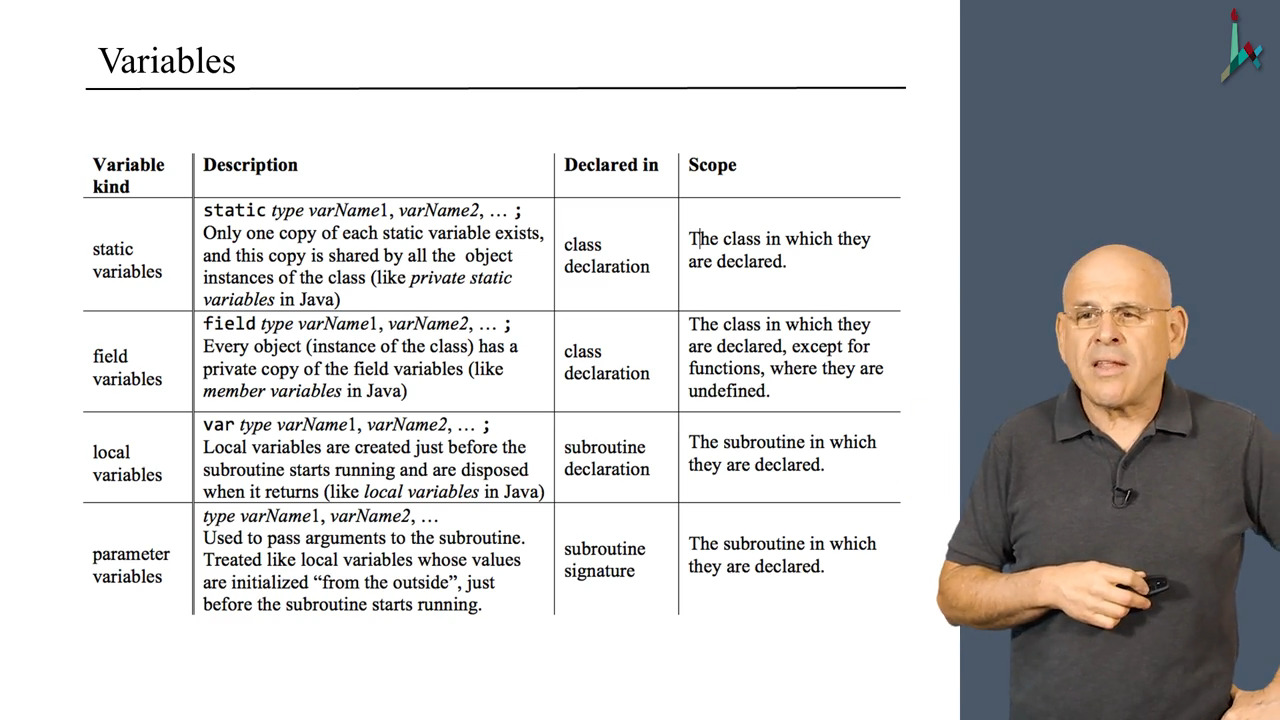 Variables
Variable
kind
Description
Declared in
Scope
static
variables
static type varName1, varName2, … ;
Only one copy of each static variable exists,
and this copy is shared by all the object
instances of the class (like private static
variables in Java)
class
declaration
The class in which they
are declared.
field
variables
field type varName1, varName2, … ;
Every object (instance of the class) has a
private copy of the field variables (like
member variables in Java)
class
declaration
The class in which they
are declared, except for
functions, where they are
undefined.
local
variables
var type varName1, varName2, … ;
Local variables are created just before the
subroutine starts running and are disposed
when it returns (like local variables in Java)
subroutine
declaration
The subroutine in which
they are declared.
parameter
variables
type varName1, varName2, …
Used to pass arguments to the subroutine.
Treated like local variables whose values
are initialized “from the outside”, just
before the subroutine starts running.
subroutine
signature
The subroutine in which
they are declared.